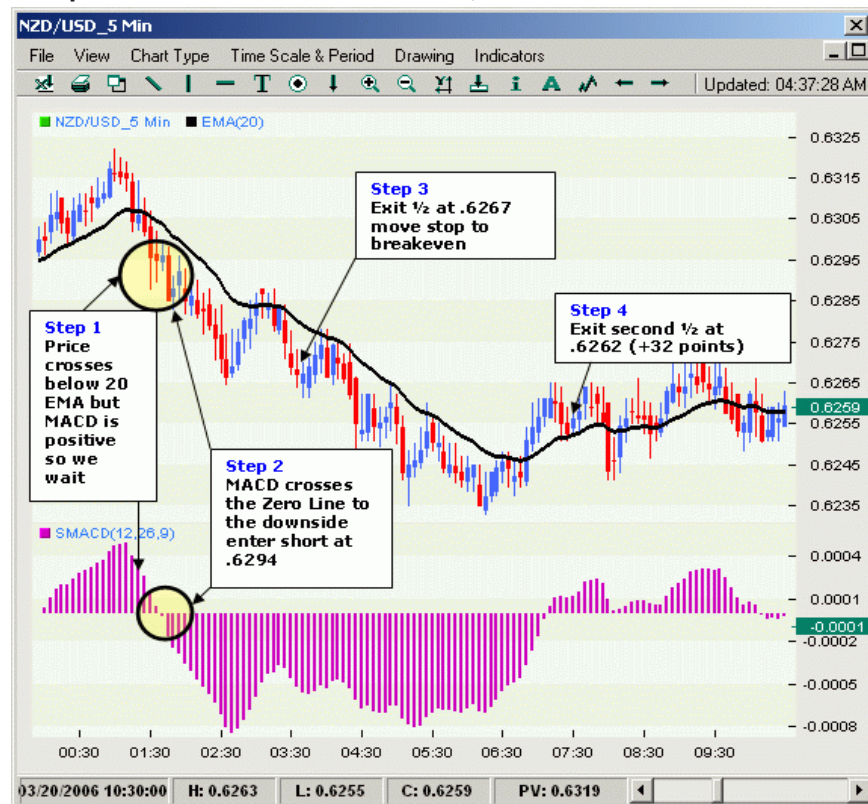 NZD/USD_5 Min
File View Chart Type Time Scale & Period Drawing Indicators
T i A Updated: 04:37:28 AM
NZD/USD_5 Min EMA(20)
0.6325
0.6315
0.6305
0.6295
0.6285
0.6275
0.6265
0.6259
0.6255
0.6245
0.6235
Step 3
Exit ½ at .6267
move stop to
breakeven
Step 4
Exit second ½ at
.6262 (+32 points)
Step 1
Price
crosses
below 20
EMA but
MACD is
positive
so we
wait
Step 2
MACD crosses
the Zero Line to
the downside
enter short at
.6294
SMACD(12,26,9)
0.0004
0.0001
-0.0001
-0.0002
-0.0005
-0.0008
00:30 01:30 02:30 03:30 04:30 05:30 06:30 07:30 08:30 09:30
03/20/2006 10:30:00 H: 0.6263 L: 0.6255 C: 0.6259 PV: 0.6319